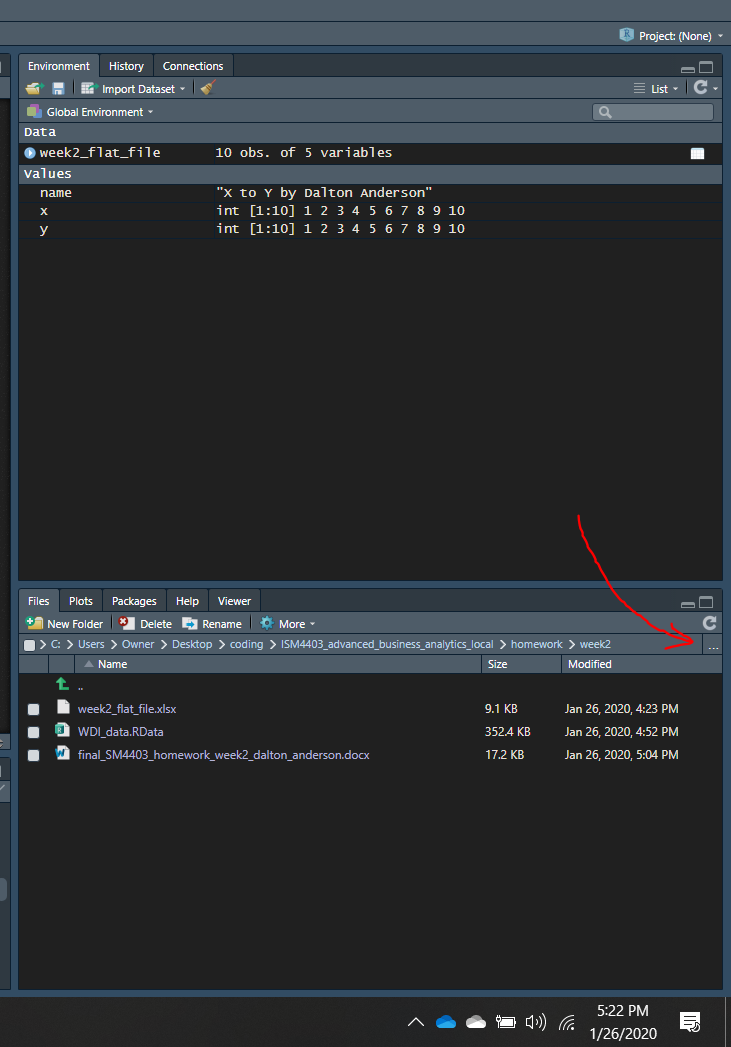 Project: (None)
Environment History Connections
Import Dataset List
Global Environment
Data
week2_flat_file 10 obs. of 5 variables
Values
name "X to Y by Dalton Anderson"
x int [1:10] 1 2 3 4 5 6 7 8 9 10
y int [1:10] 1 2 3 4 5 6 7 8 9 10
Files Plots Packages Help Viewer
New Folder Delete Rename More
C: > Users > Owner > Desktop > coding > ISM4403_advanced_business_analytics_local > homework > week2 ...
Name Size Modified
..
week2_flat_file.xlsx 9.1 KB Jan 26, 2020, 4:23 PM
WDI_data.RData 352.4 KB Jan 26, 2020, 4:52 PM
final_SM4403_homework_week2_dalton_anderson.docx 17.2 KB Jan 26, 2020, 5:04 PM
5:22 PM
1/26/2020